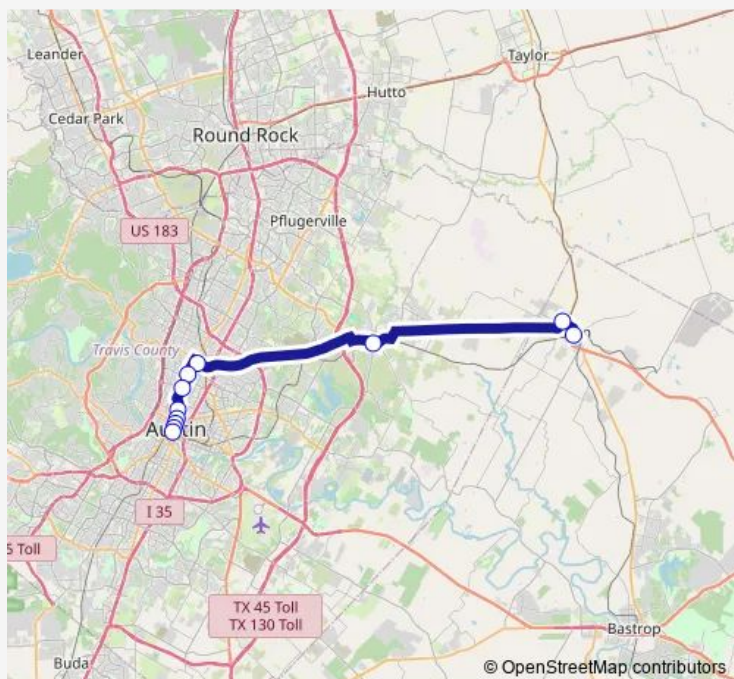 Leander
Taylor
Hutto
Cedar Park
Round Rock
US 183
Pflugerville
Travis County
Austin
I 35
5 Toll
TX 45 Toll
TX 130 Toll
Bastrop
Buda
© OpenStreetMap contributors